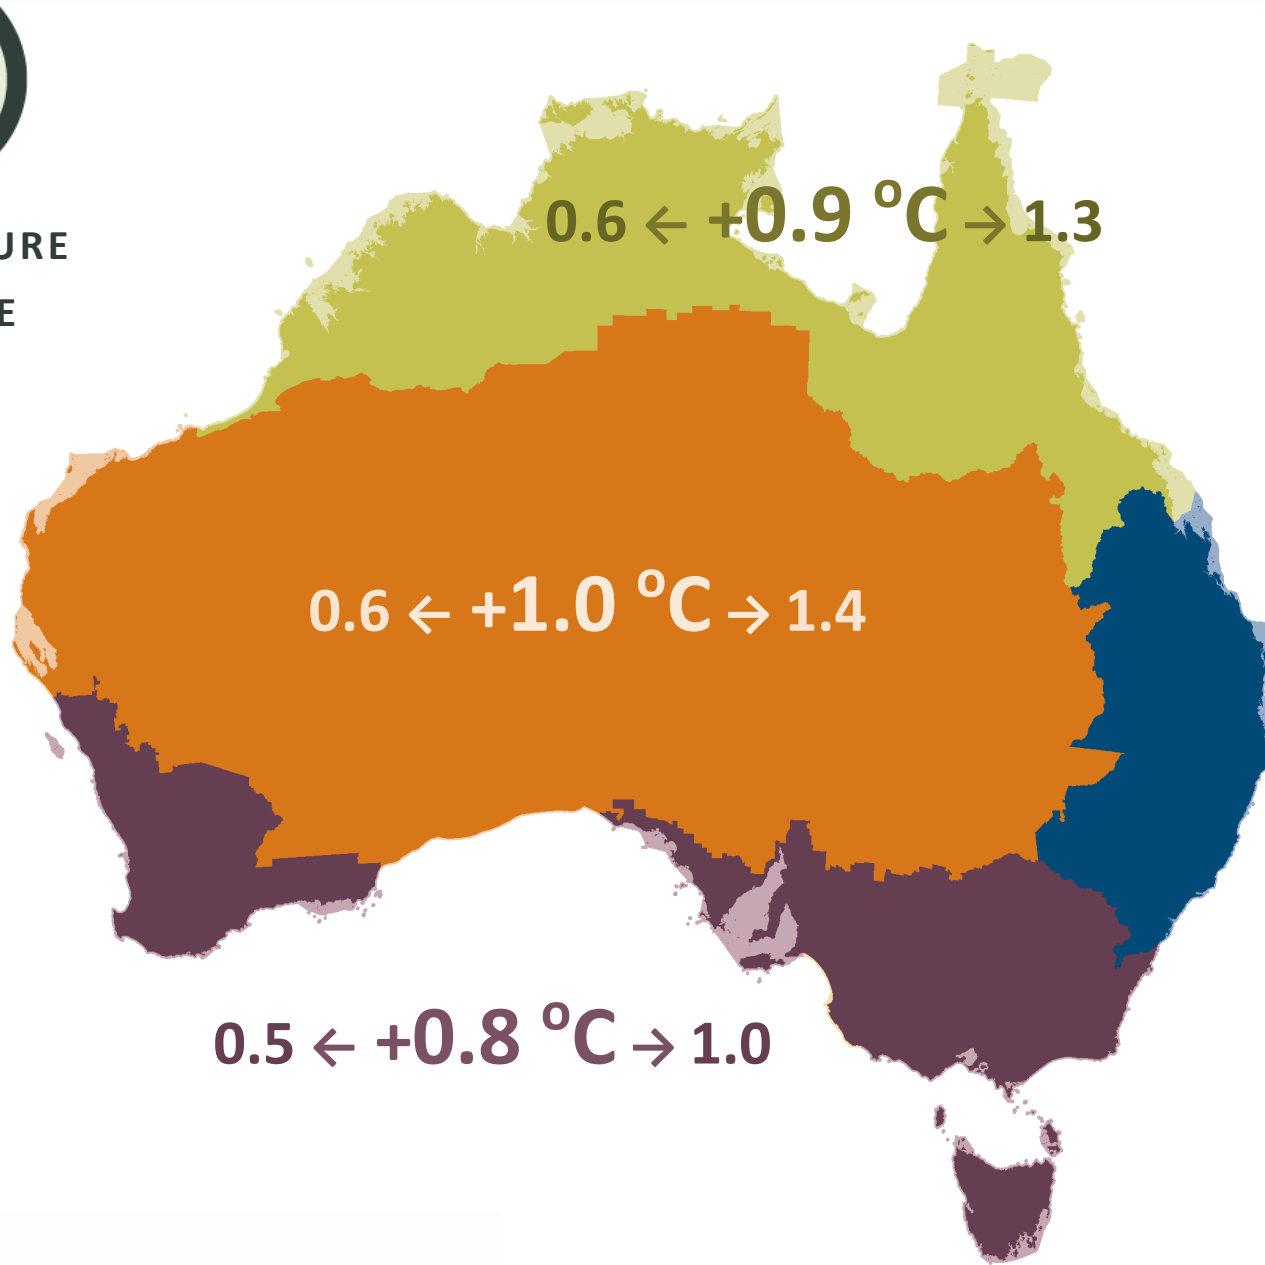 0.6 ← +0.9 °C → 1.3
URE
E
0.6 ← +1.0 °C → 1.4
0.5 ← +0.8 °C → 1.0